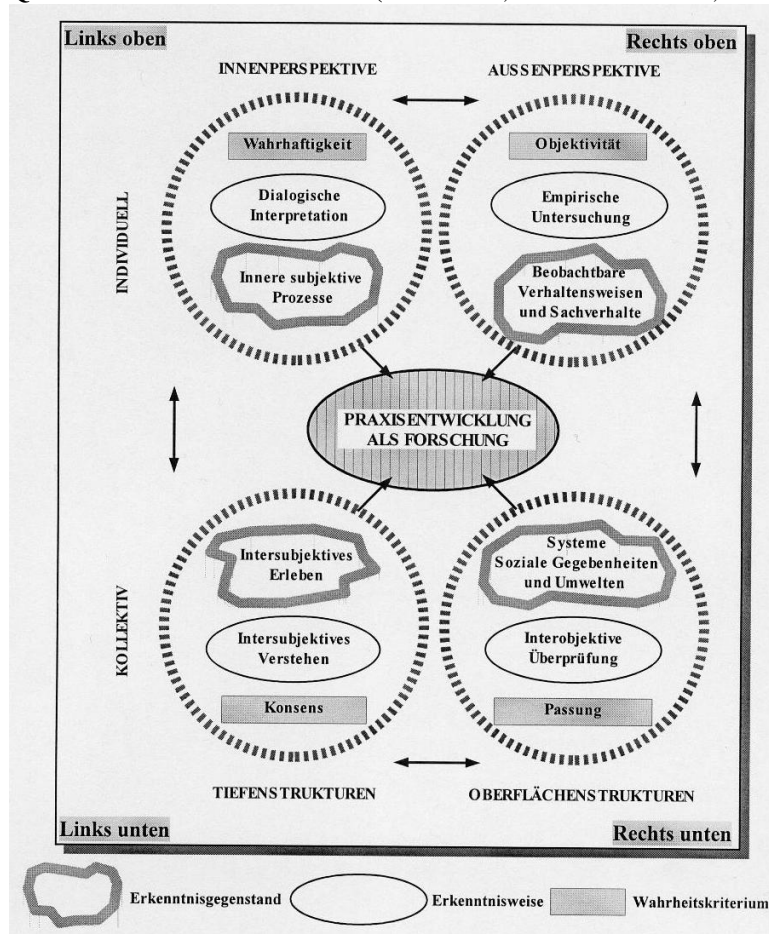 Links oben
Rechts oben
INNENPERSPEKTIVE
AUSSENPERSPEKTIVE
INDIVIDUELL
Wahrhaftigkeit
Dialogische
Interpretation
Innere subjektive
Prozesse
Objektivität
Empirische
Untersuchung
Beobachtbare
Verhaltensweisen
und Sachverhalte
PRAXISENTWICKLUNG
ALS FORSCHUNG
KOLLEKTIV
Intersubjektives
Erleben
Intersubjektives
Verstehen
Konsens
Systeme
Soziale Gegebenheiten
und Umwelten
Interobjektive
Überprüfung
Passung
TIEFENSTRUKTUREN
OBERFLÄCHENSTRUKTUREN
Links unten
Rechts unten
Erkenntnisgegenstand
Erkenntnisweise
Wahrheitskriterium